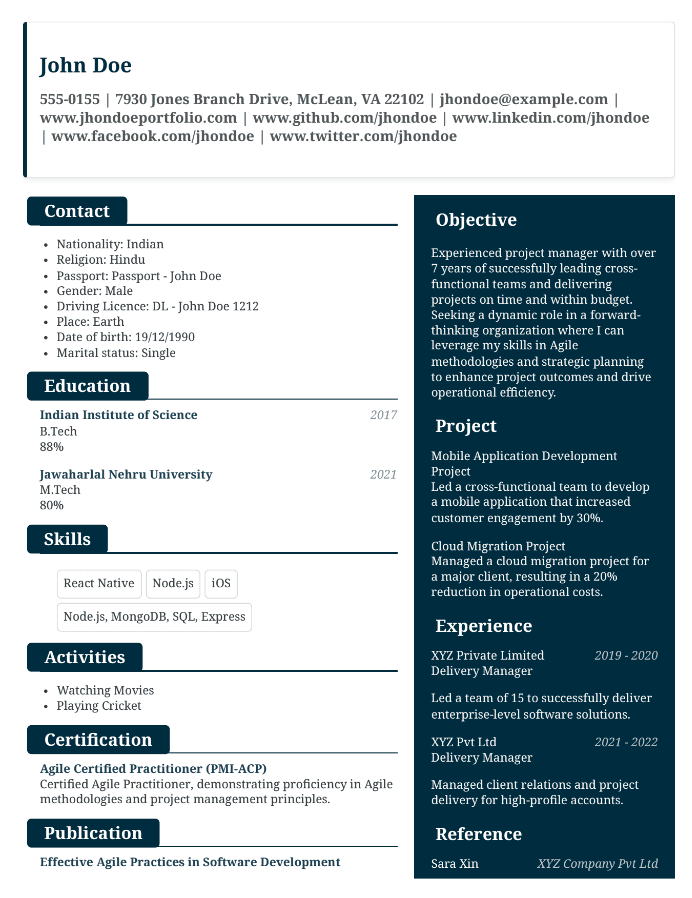 John Doe
555-0155 | 7930 Jones Branch Drive, McLean, VA 22102 | jhondoe@example.com |
www.jhondoeportfolio.com | www.github.com/jhondoe | www.linkedin.com/jhondoe
| www.facebook.com/jhondoe | www.twitter.com/jhondoe
Contact
• Nationality: Indian
• Religion: Hindu
• Passport: Passport - John Doe
• Gender: Male
• Driving Licence: DL - John Doe 1212
• Place: Earth
• Date of birth: 19/12/1990
• Marital status: Single
Education
Indian Institute of Science 2017
B.Tech
88%
Jawaharlal Nehru University 2021
M.Tech
80%
Skills
React Native Node.js iOS
Node.js, MongoDB, SQL, Express
Activities
• Watching Movies
• Playing Cricket
Certification
Agile Certified Practitioner (PMI-ACP)
Certified Agile Practitioner, demonstrating proficiency in Agile
methodologies and project management principles.
Publication
Effective Agile Practices in Software Development
Objective
Experienced project manager with over
7 years of successfully leading cross-
functional teams and delivering
projects on time and within budget.
Seeking a dynamic role in a forward-
thinking organization where I can
leverage my skills in Agile
methodologies and strategic planning
to enhance project outcomes and drive
operational efficiency.
Project
Mobile Application Development
Project
Led a cross-functional team to develop
a mobile application that increased
customer engagement by 30%.
Cloud Migration Project
Managed a cloud migration project for
a major client, resulting in a 20%
reduction in operational costs.
Experience
XYZ Private Limited 2019 - 2020
Delivery Manager
Led a team of 15 to successfully deliver
enterprise-level software solutions.
XYZ Pvt Ltd 2021 - 2022
Delivery Manager
Managed client relations and project
delivery for high-profile accounts.
Reference
Sara Xin XYZ Company Pvt Ltd